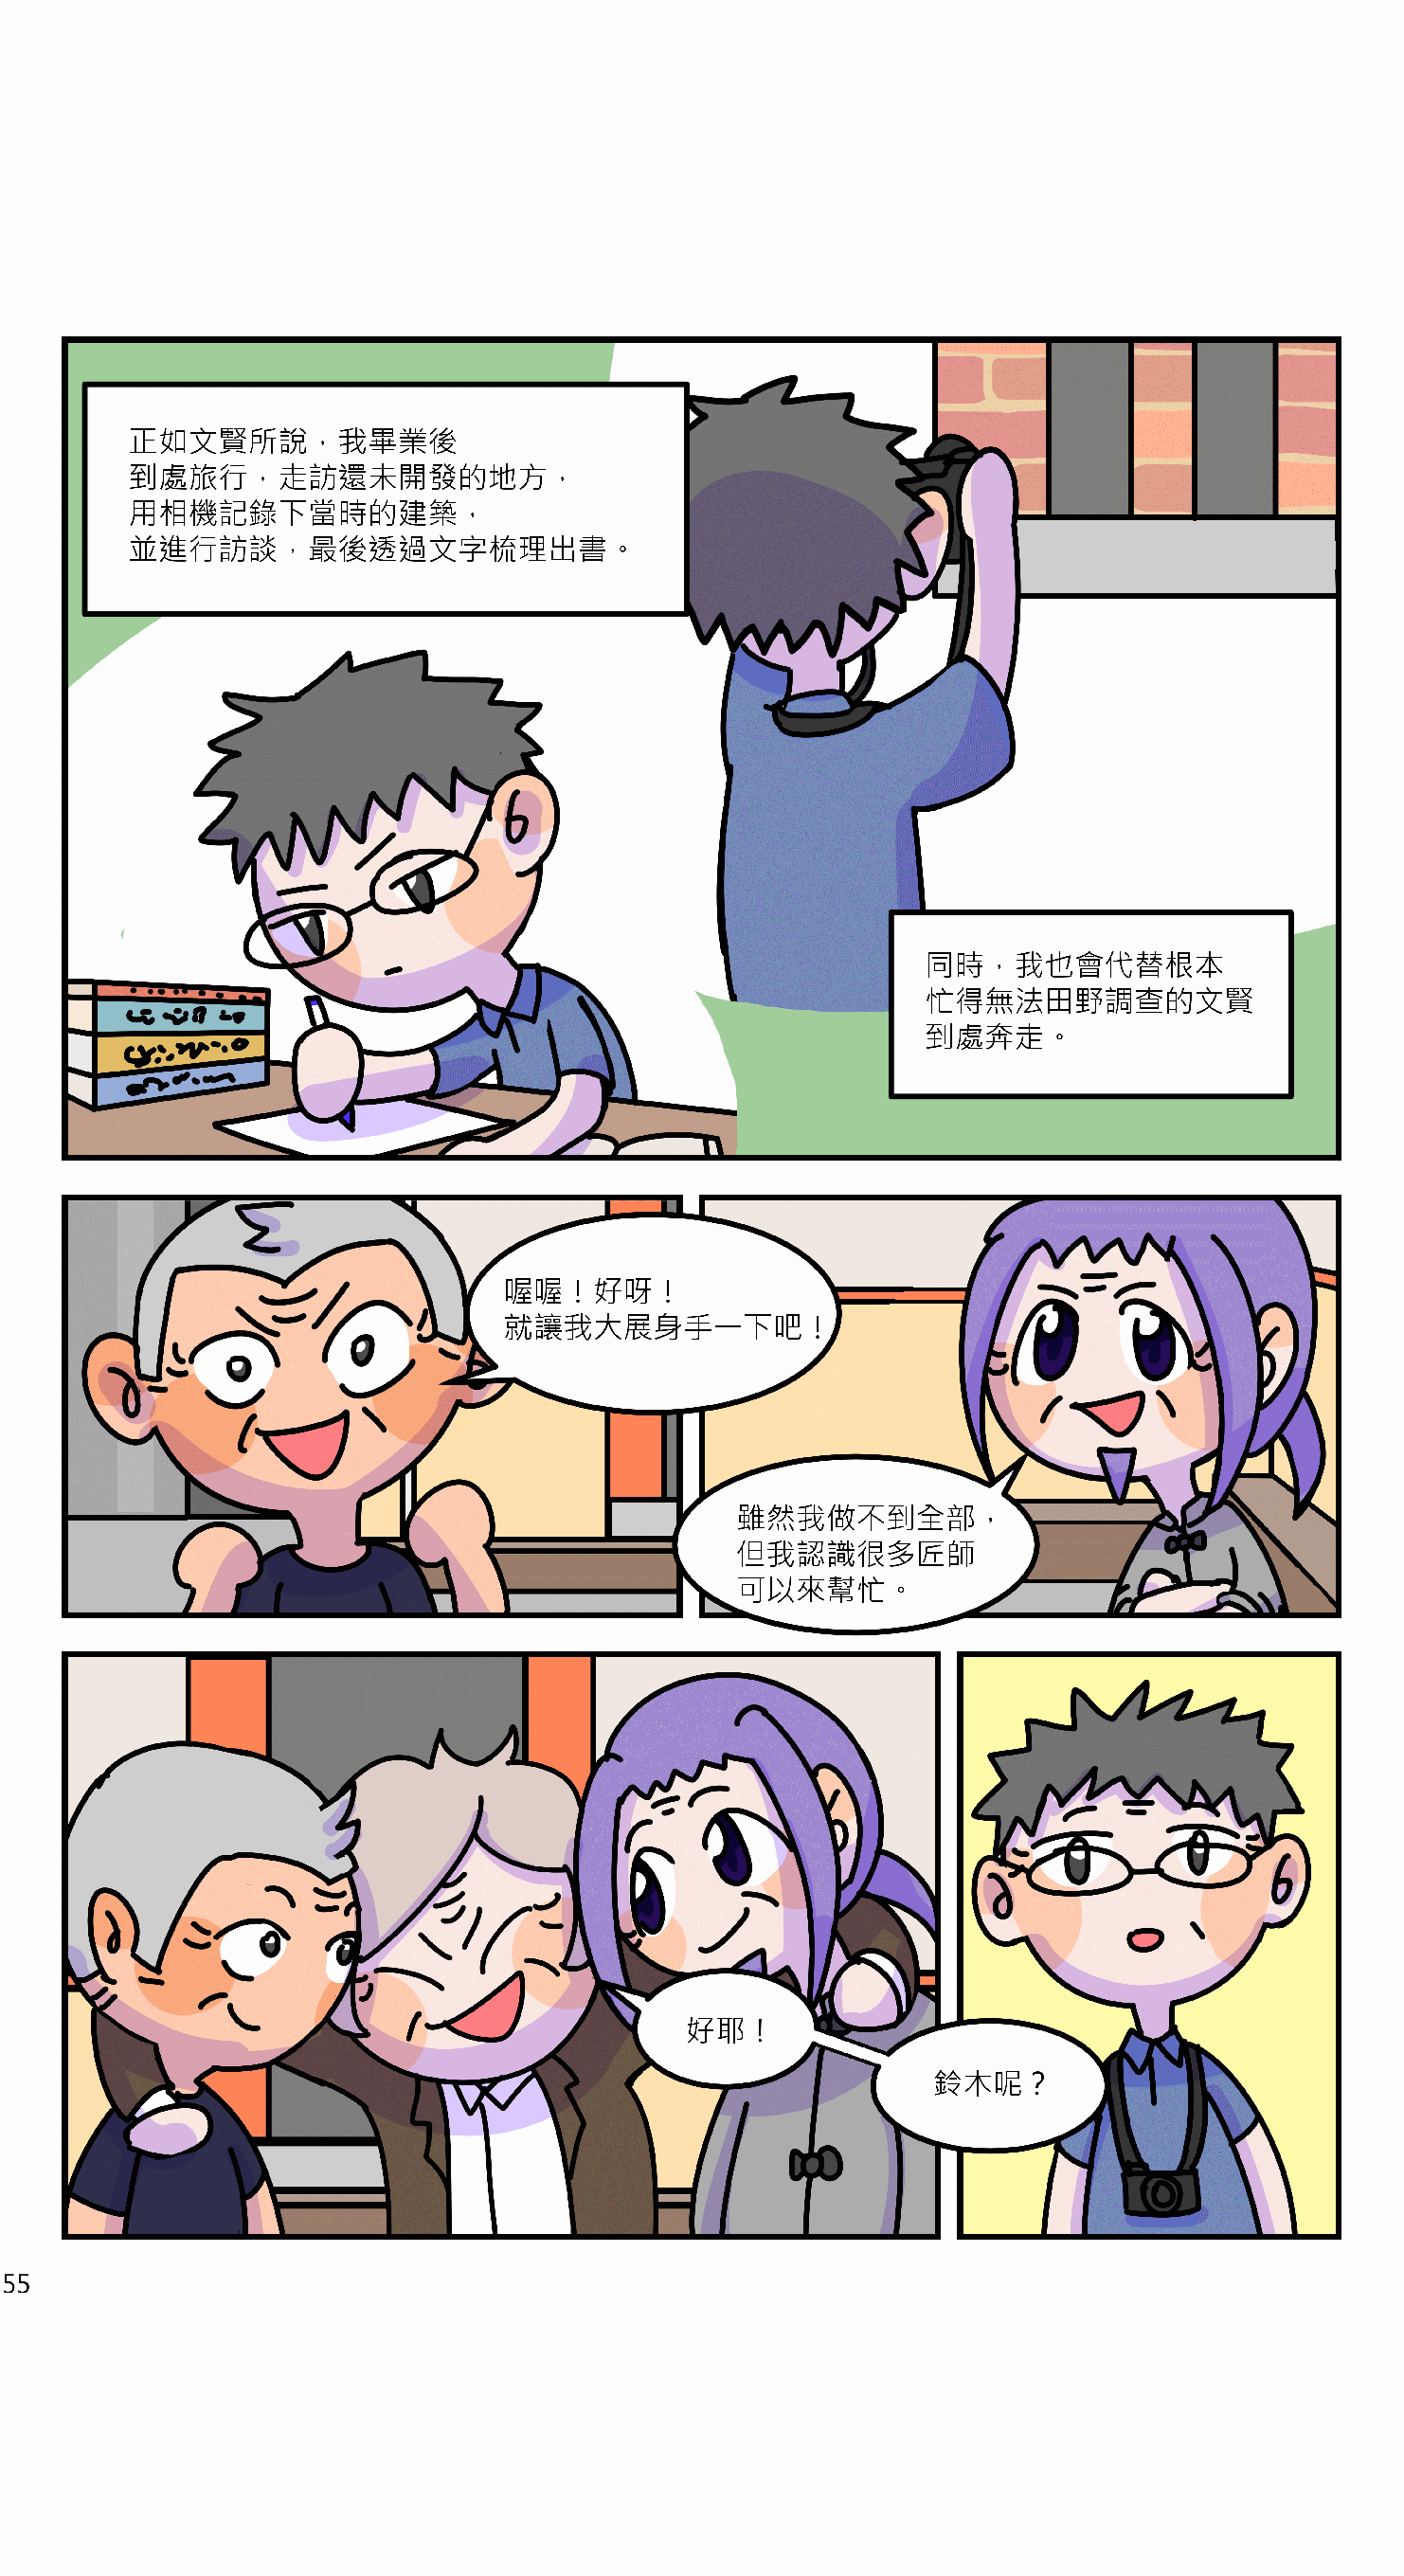 正如文賢所說，我畢業後
到處旅行，走訪還未開發的地方，
用相機記錄下當時的建築，
並進行訪談，最後透過文字梳理出書。
同時，我也會代替根本
忙得無法田野調查的文賢
到處奔走。
喔喔！好呀！
就讓我大展身手一下吧！
雖然我做不到全部，
但我認識很多匠師
可以來幫忙。
好耶！
鈴木呢？
55